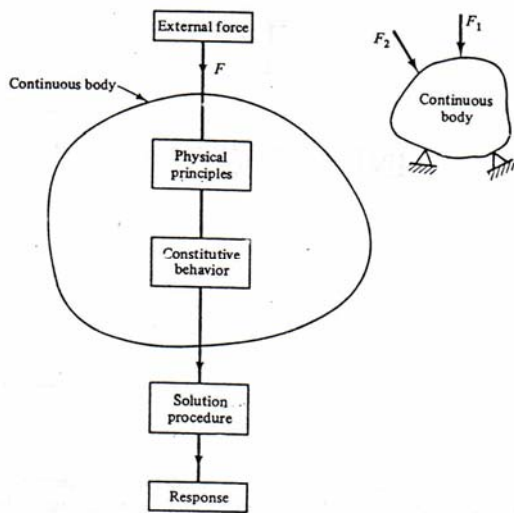 External force
F
Continuous body
Physical
principles
Constitutive
behavior
Solution
procedure
Response
F₂
F₁
Continuous
body